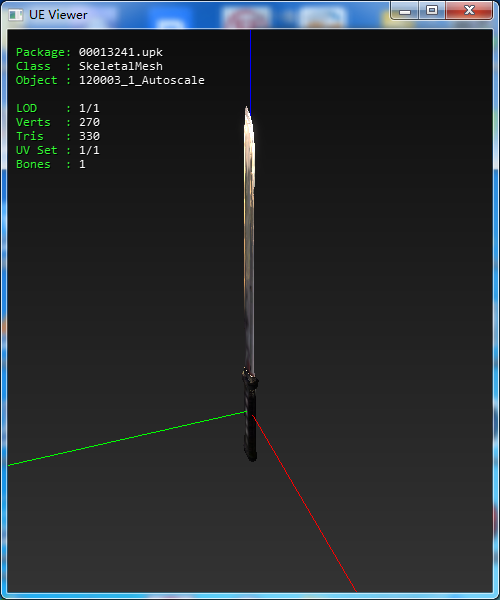 UE Viewer
Package: 00013241.upk
Class : SkeletalMesh
Object : 120003_1_Autoscale
LOD : 1/1
Verts : 270
Tris : 330
UV Set : 1/1
Bones : 1